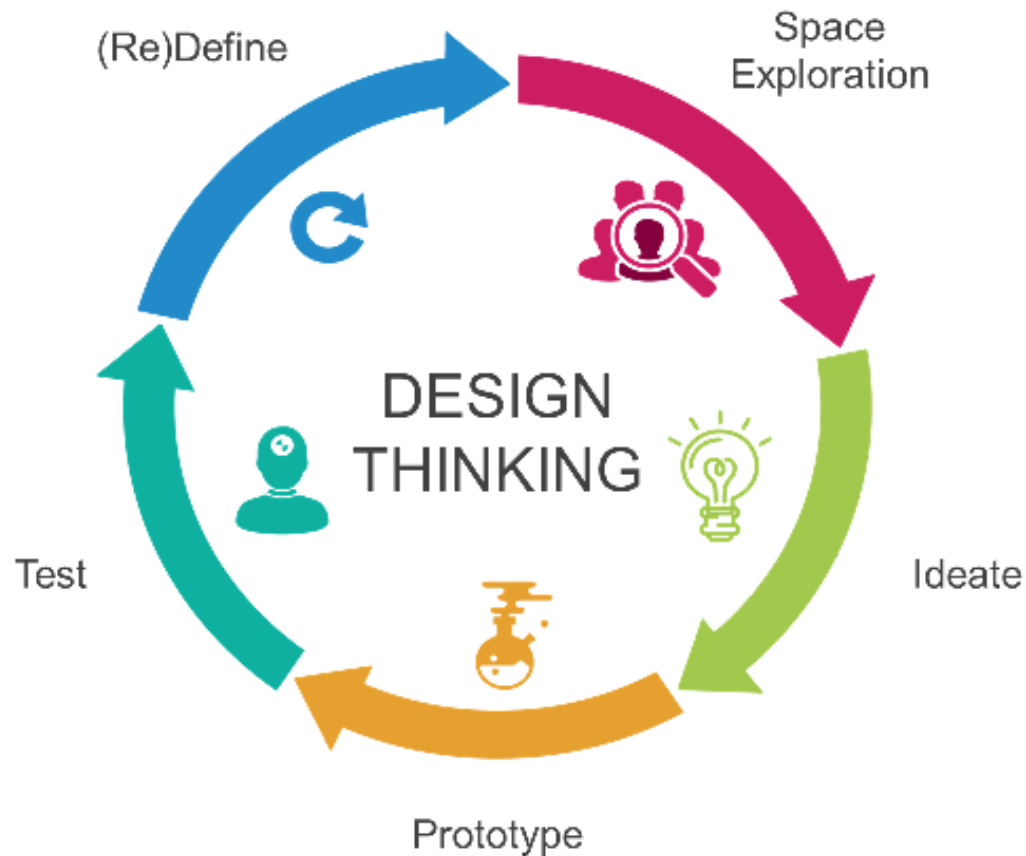 (Re)Define
Space
Exploration
DESIGN
THINKING
Test
Ideate
Prototype